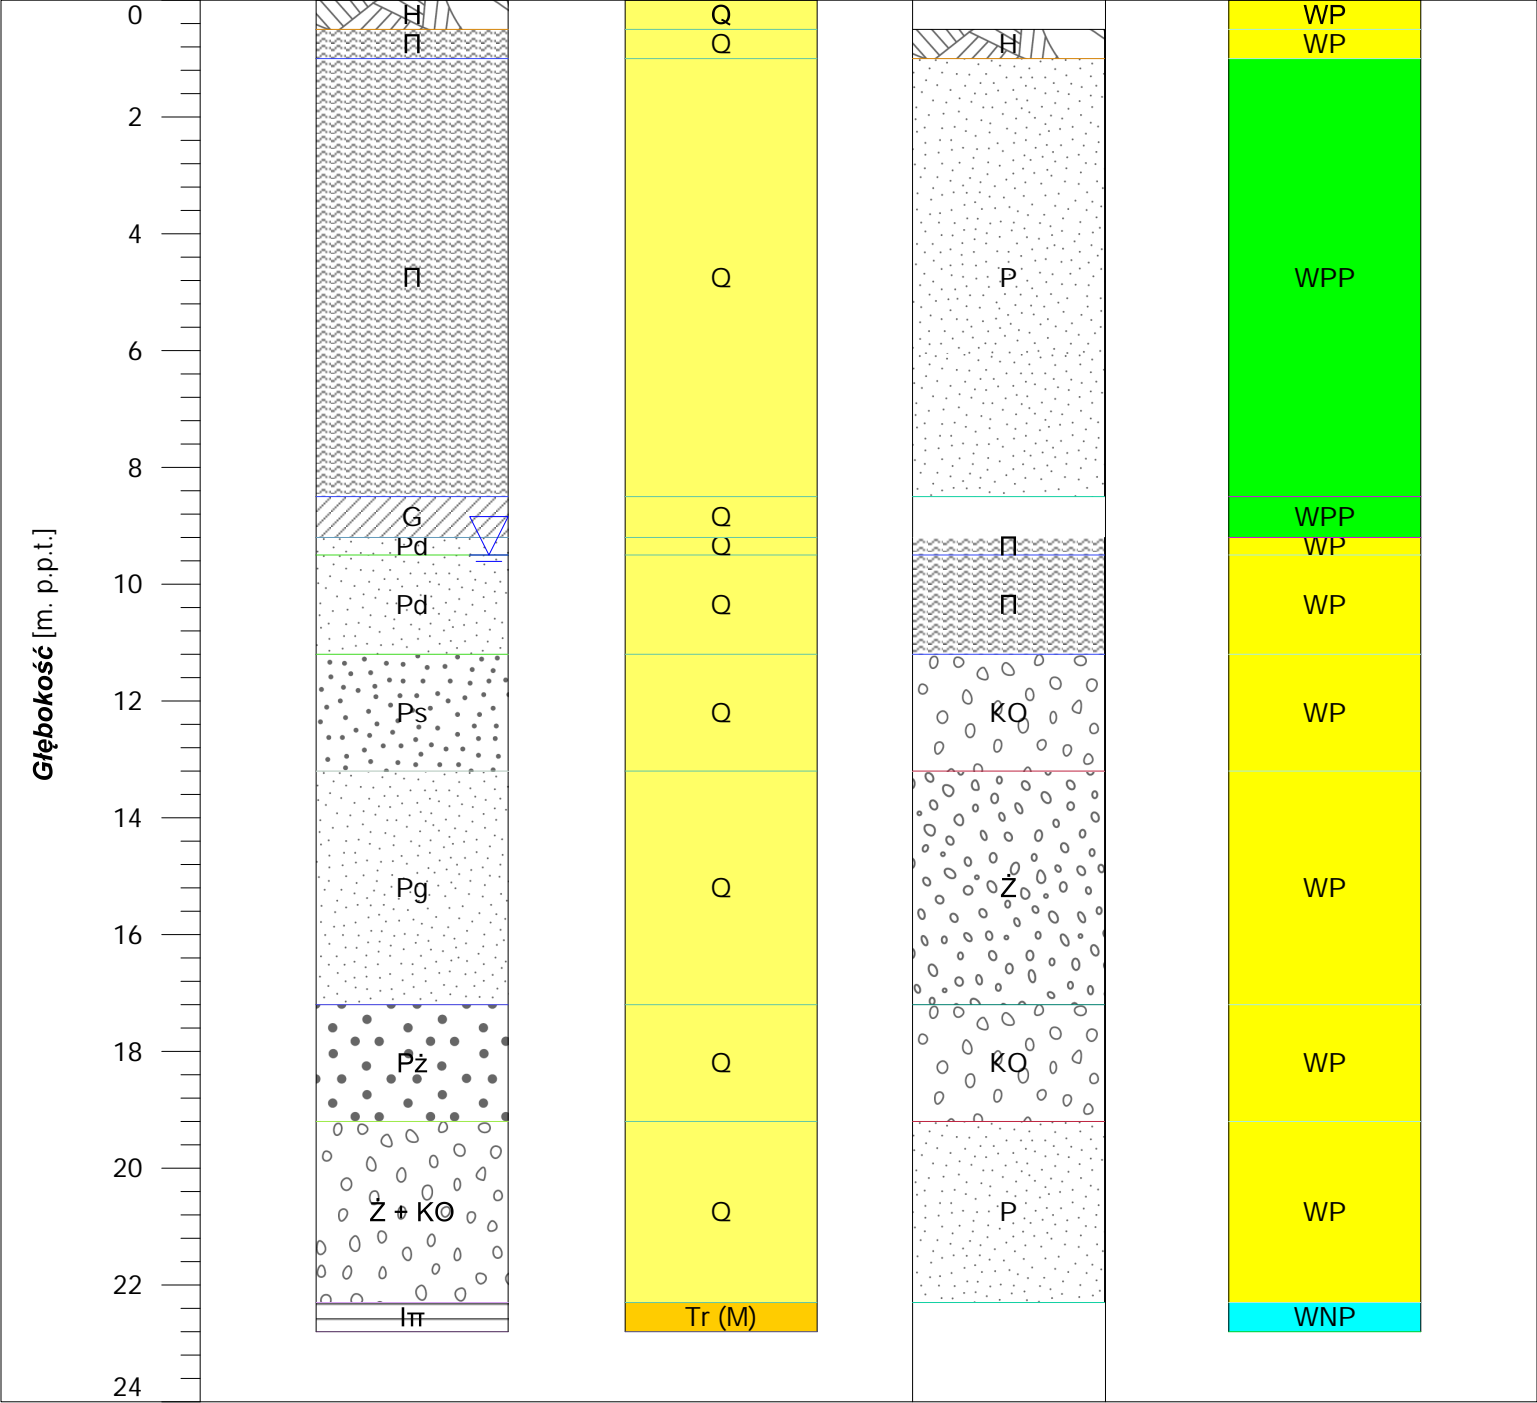 0
H
Q
WP
Π
Q
H
WP
2
4
Π
Q
P
WPP
6
8
G
Q
WPP
Pd
Q
Π
WP
10
Pd
Q
Π
WP
12
Ps
Q
KO
WP
14
Pg
Q
Ż
WP
16
18
Pż
Q
KO
WP
20
Ż + KO
Q
P
WP
22
Iπ
Tr (M)
WNP
24
Głębokość [m. p.p.t.]